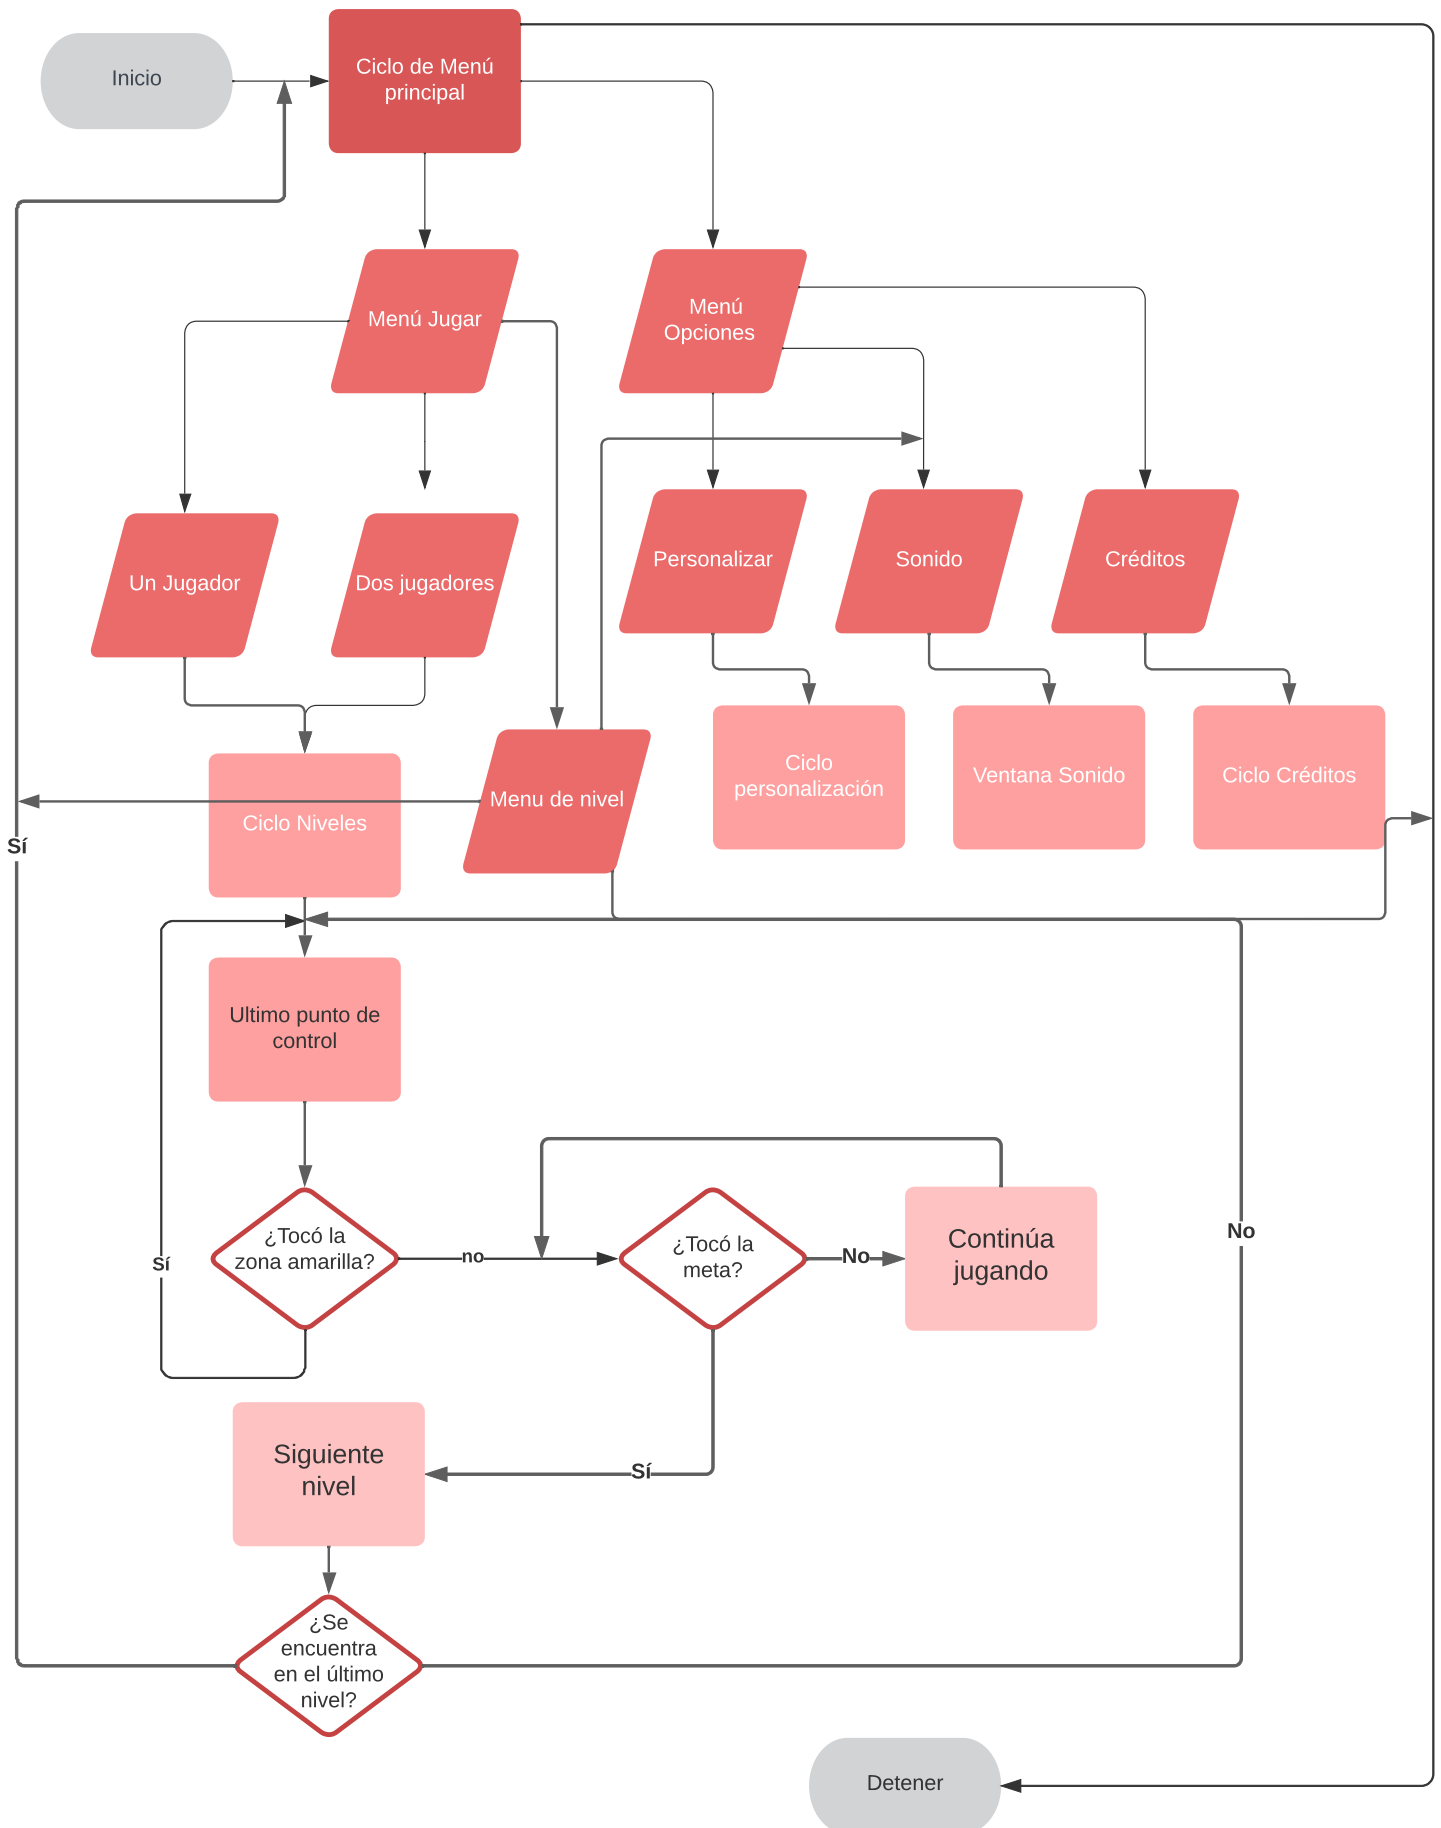 Inicio
Ciclo de Menú
principal
Menú Jugar
Menú
Opciones
Un Jugador
Dos jugadores
Personalizar
Sonido
Créditos
Menu de nivel
Ciclo
personalización
Ventana Sonido
Ciclo Créditos
Ciclo Niveles
Sí
Ultimo punto de
control
¿Tocó la
zona amarilla?
Sí
no
¿Tocó la
meta?
No
Continúa
jugando
No
Siguiente
nivel
Sí
¿Se
encuentra
en el último
nivel?
Detener